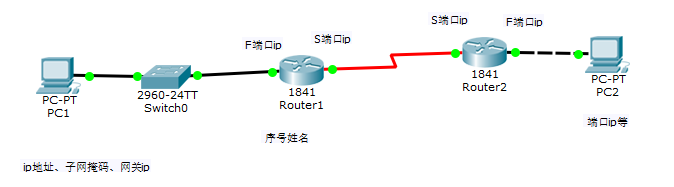 S端口ip
F端口ip
F端口ip
S端口ip
PC-PT
PC1
2960-24TT
Switch0
1841
Router1
1841
Router2
PC-PT
PC2
序号姓名
端口ip等
ip地址、子网掩码、网关ip